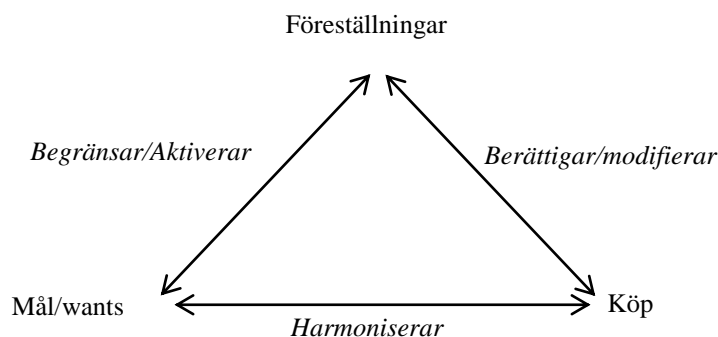 Föreställningar
Begränsar/Aktiverar
Berättigar/modifierar
Mål/wants
Köp
Harmoniserar